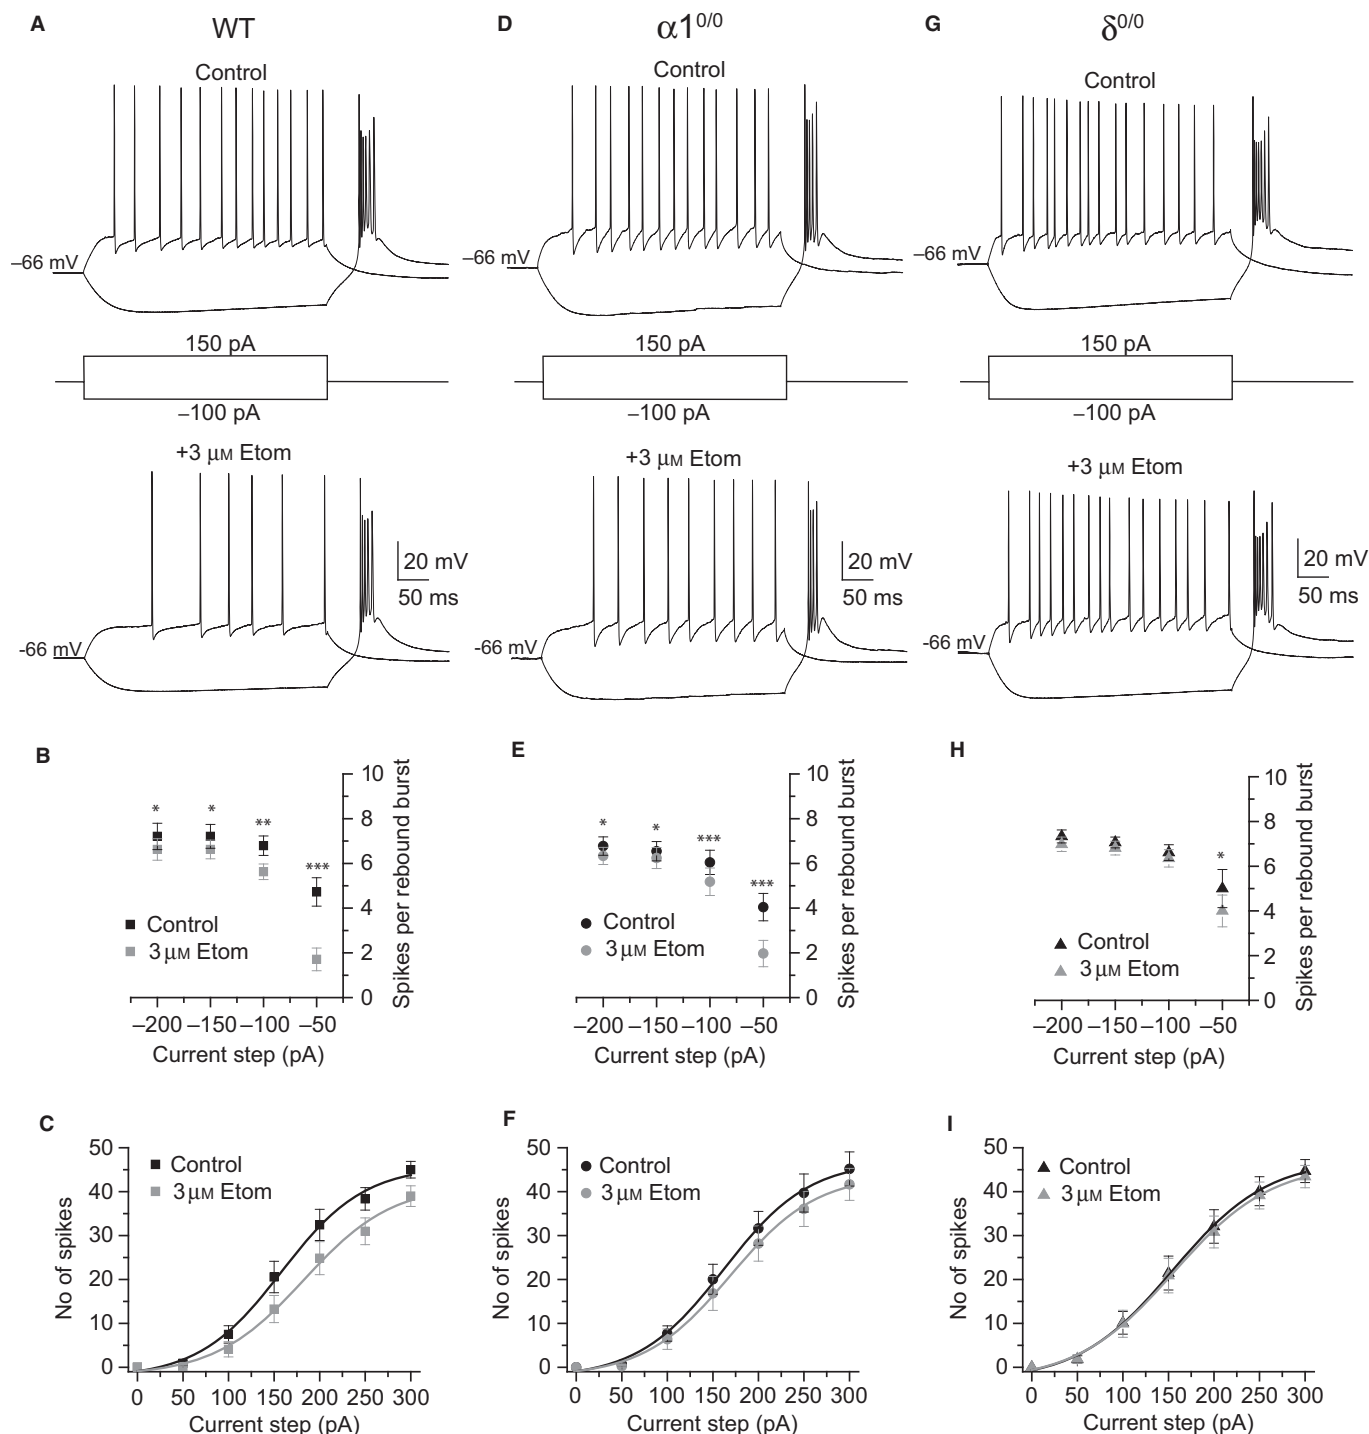 A
WT
Control
–66 mV
150 pA
–100 pA
+3 μM Etom
20 mV
50 ms
-66 mV
D
α1⁰/⁰
Control
–66 mV
150 pA
–100 pA
+3 μM Etom
20 mV
50 ms
-66 mV
G
δ⁰/⁰
Control
–66 mV
150 pA
–100 pA
+3 μM Etom
20 mV
50 ms
-66 mV
B
* * ** ***
10
8
6
4
2
0
Spikes per rebound burst
Control
3 μM Etom
–200 –150 –100 –50
Current step (pA)
E
* * *** ***
10
8
6
4
2
0
Spikes per rebound burst
Control
3 μM Etom
–200 –150 –100 –50
Current step (pA)
H
*
10
8
6
4
2
0
Spikes per rebound burst
Control
3 μM Etom
–200 –150 –100 –50
Current step (pA)
C
50
40
30
20
10
0
No of spikes
Control
3 μM Etom
0 50 100 150 200 250 300
Current step (pA)
F
50
40
30
20
10
0
No of spikes
Control
3 μM Etom
0 50 100 150 200 250 300
Current step (pA)
I
50
40
30
20
10
0
No of spikes
Control
3 μM Etom
0 50 100 150 200 250 300
Current step (pA)